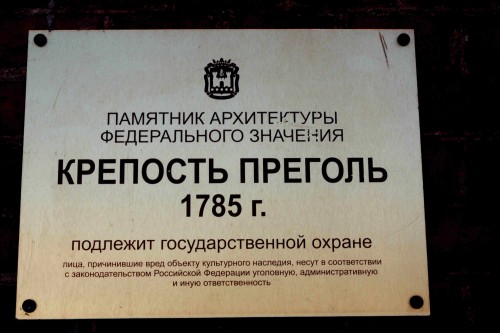 ПАМЯТНИК АРХИТЕКТУРЫ
ФЕДЕРАЛЬНОГО ЗНАЧЕНИЯ
КРЕПОСТЬ ПРЕГОЛЬ
1785 г.
подлежит государственной охране
лица, причинившие вред объекту культурного наследия, несут в соответствии
с законодательством Российской Федерации уголовную, административную
и иную ответственность